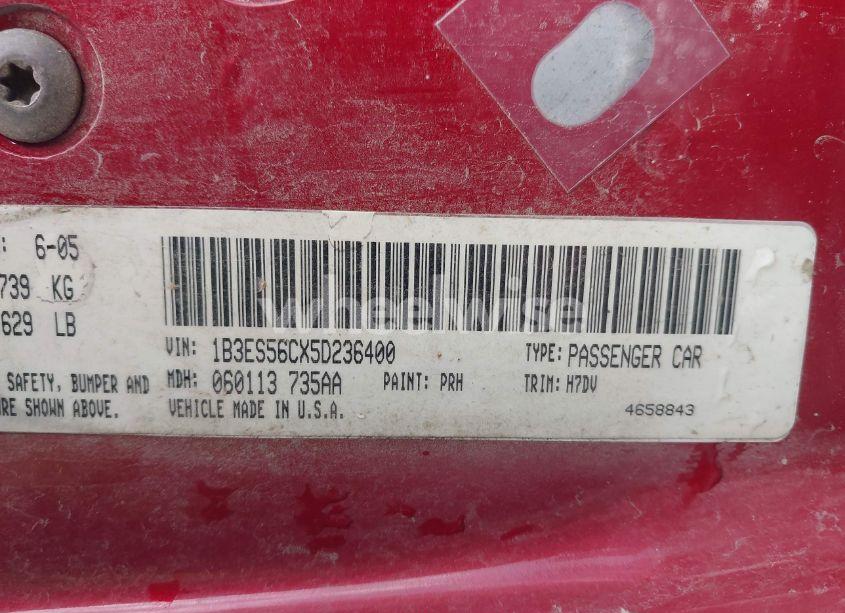 : 6-05
739 KG
629 LB
wheelwise
VIN: 1B3ES56CX5D236400 TYPE: PASSENGER CAR
SAFETY, BUMPER AND MDH: 060113 735AA PAINT: PRH TRIM: H7DV
RE SHOWN ABOVE. VEHICLE MADE IN U.S.A. 4658843